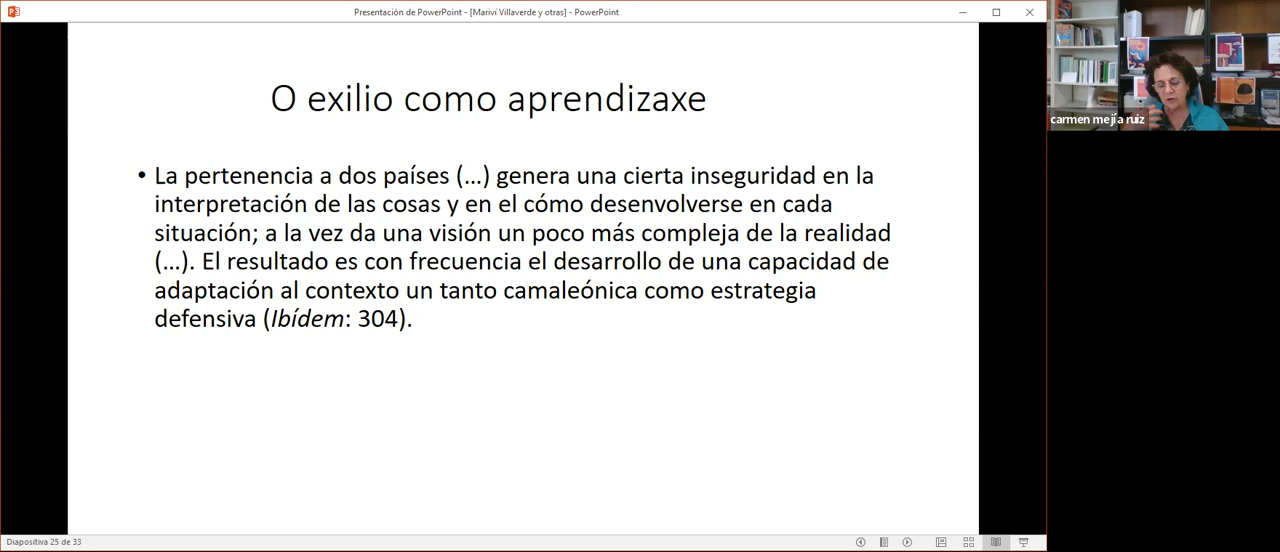 Presentación de PowerPoint - [Mariví Villaverde y otras] - PowerPoint
carmen mejía ruiz
O exilio como aprendizaxe
• La pertenencia a dos países (...) genera una cierta inseguridad en la
interpretación de las cosas y en el cómo desenvolverse en cada
situación; a la vez da una visión un poco más compleja de la realidad
(...). El resultado es con frecuencia el desarrollo de una capacidad de
adaptación al contexto un tanto camaleónica como estrategia
defensiva (Ibídem: 304).
Diapositiva 25 de 33